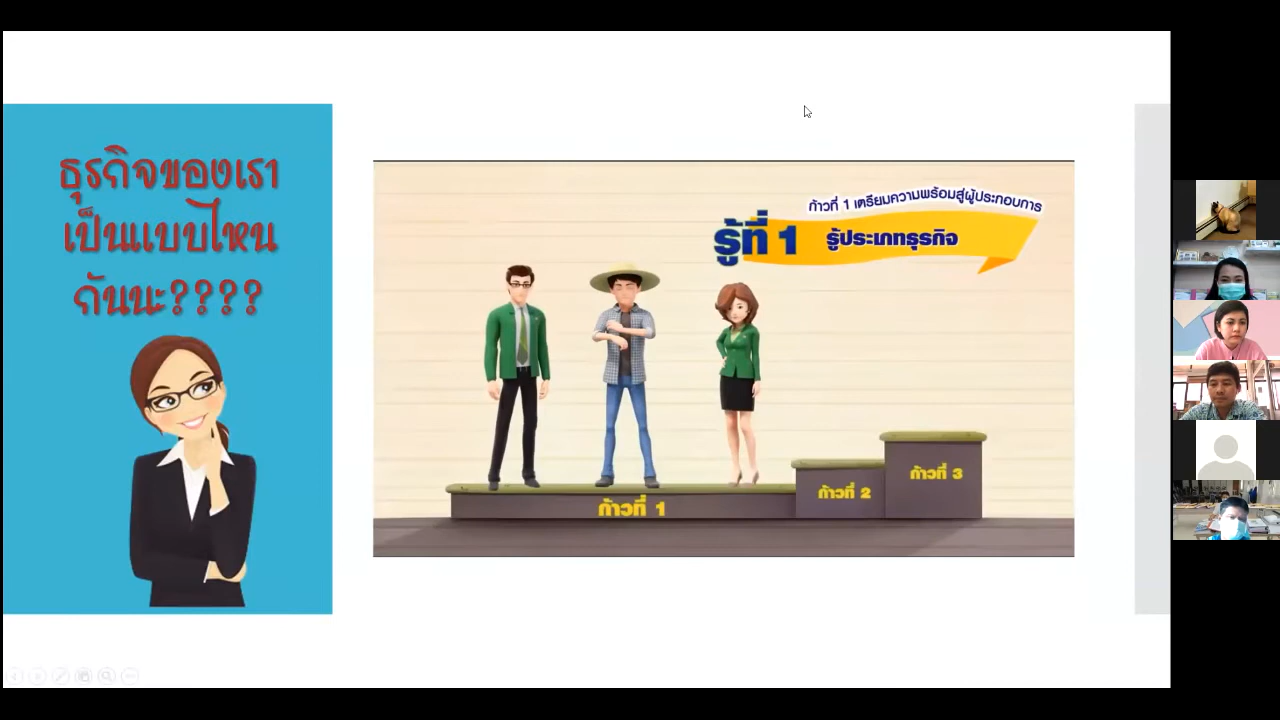 ธุรกิจของเรา
เป็นแบบไหน
กันนะ????
ก้าวที่ 1 เตรียมความพร้อมสู่ผู้ประกอบการ
รู้ที่ 1 รู้ประเภทธุรกิจ
ก้าวที่ 1
ก้าวที่ 2
ก้าวที่ 3